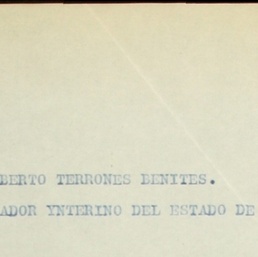 BERTO TERRONES BENITES.
ADOR YNTERINO DEL ESTADO DE